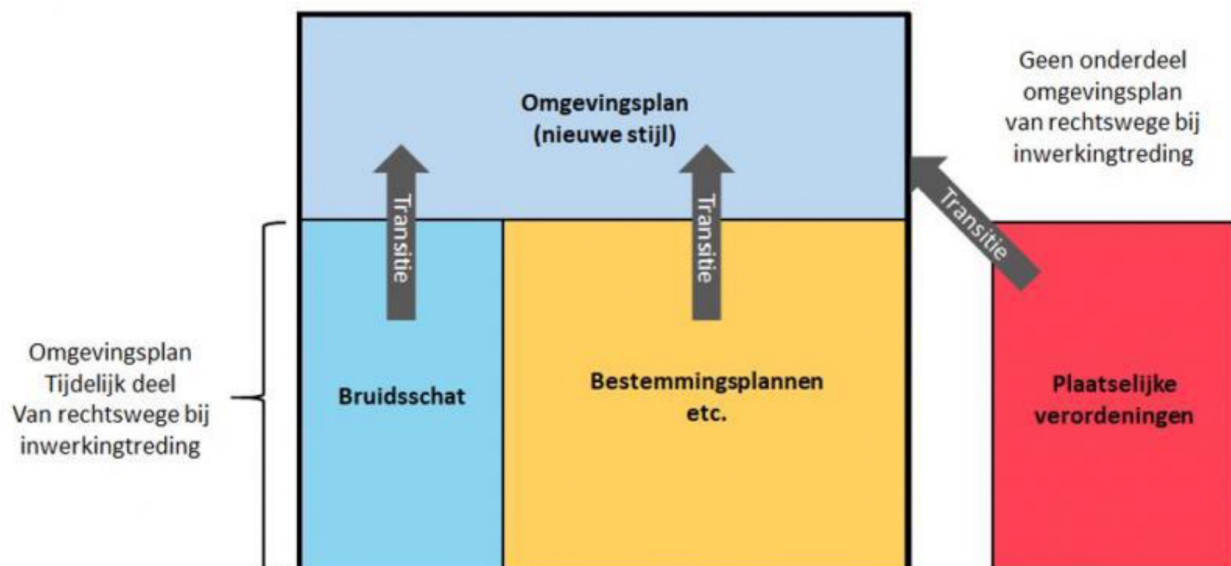 Omgevingsplan
(nieuwe stijl)
Geen onderdeel
omgevingsplan
van rechtswege bij
inwerkingtreding
Transitie
Transitie
Transitie
Omgevingsplan
Tijdelijk deel
Van rechtswege bij
inwerkingtreding
Bruidsschat
Bestemmingsplannen
etc.
Plaatselijke
verordeningen